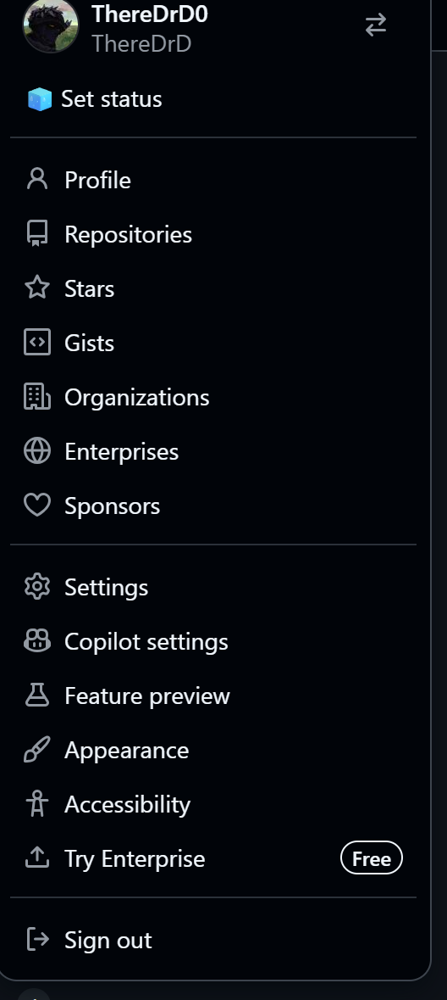 ThereDrD0
ThereDrD
Set status
Profile
Repositories
Stars
Gists
Organizations
Enterprises
Sponsors
Settings
Copilot settings
Feature preview
Appearance
Accessibility
Try Enterprise Free
Sign out